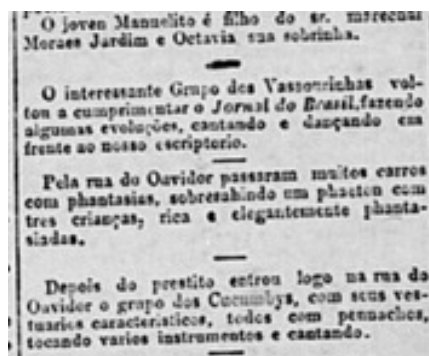 O joven Manuelito é filho do sr. marechal
Moraes Jardim e Octavia sua sobrinha.
O interessante Grupo des Vassourinhas vol-
tou a cumprimentar o Jornal do Brasil, fazendo
algumas evoluções, cantando e dançando em
frente ao nosso escriptorio.
Pela rua do Ouvidor passaram muitos carros
com phantasias, sobresahindo um phaeton com
tres crianças, rica e elegantemente phanta-
siadas.
Depois do prestito entrou logo na rua do
Ouvidor o grupo dos Cucumbys, com seus ves-
tuarios caracteristicos, todos com pennachos,
tocando varios instrumentos e cantando.